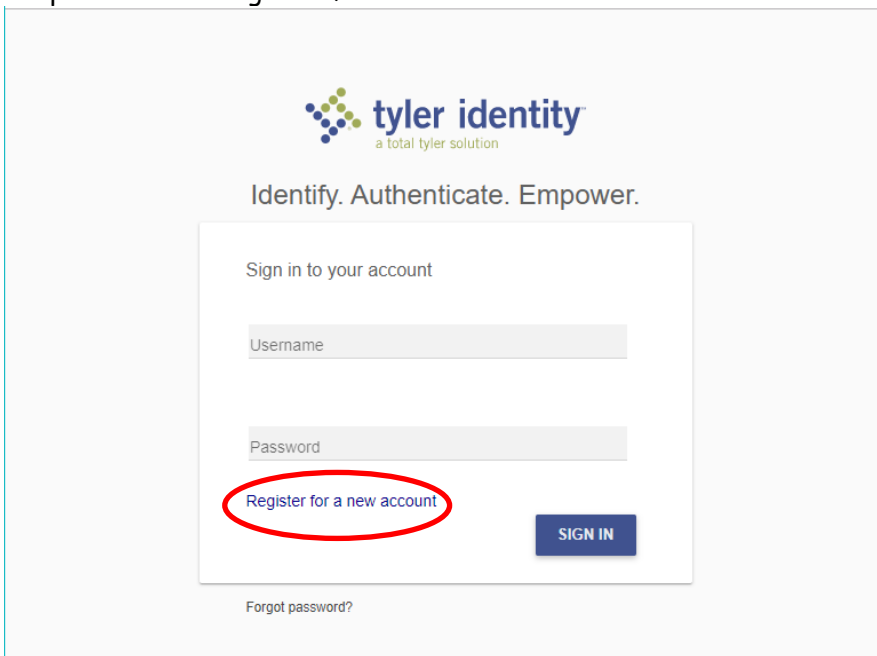 tyler identity
a total tyler solution
Identify. Authenticate. Empower.
Sign in to your account
Username
Password
Register for a new account
SIGN IN
Forgot password?